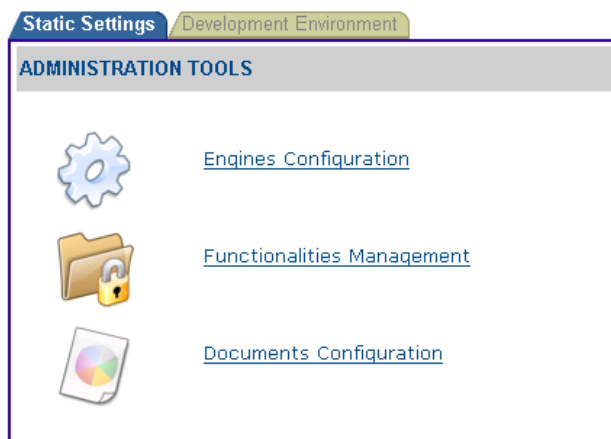 Static Settings Development Environment
ADMINISTRATION TOOLS
Engines Configuration
Functionalities Management
Documents Configuration